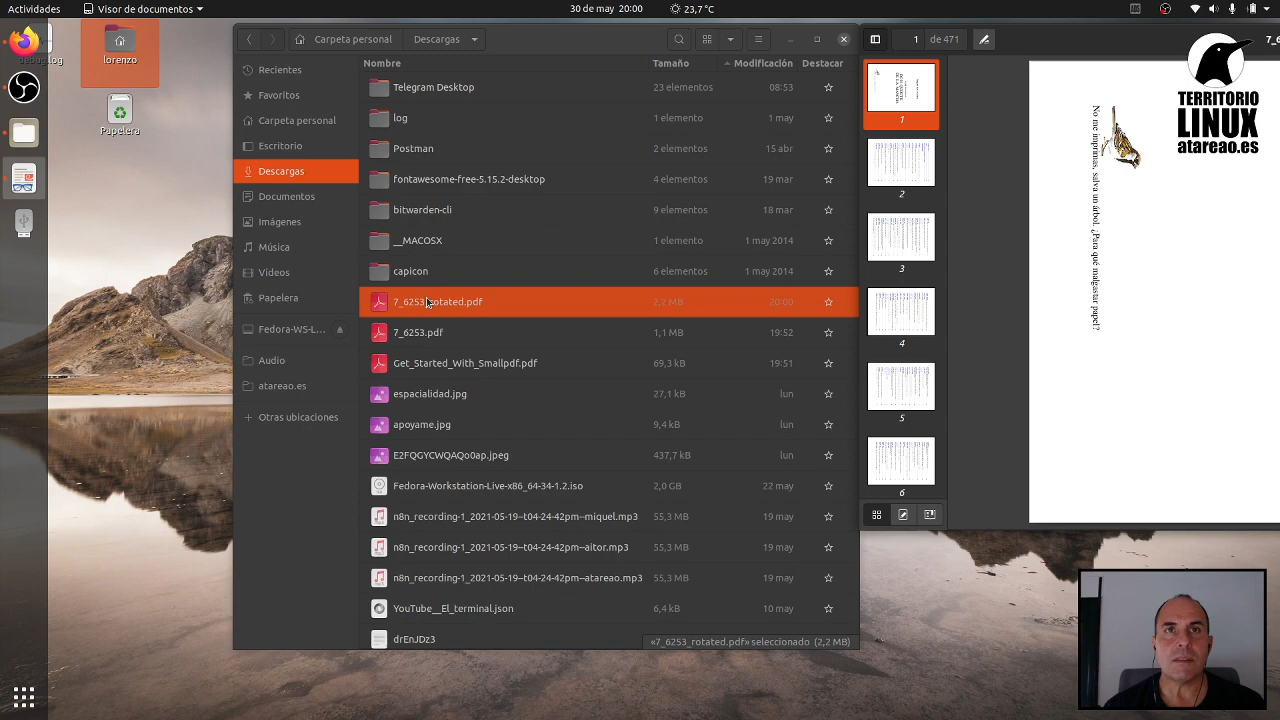 Actividades
Visor de documentos
30 de may 20:00
23,7 °C
lorenzo
Papelera
Carpeta personal
Descargas
Nombre
Tamaño
Modificación
Destacar
Recientes
Favoritos
Carpeta personal
Escritorio
Descargas
Documentos
Imágenes
Música
Vídeos
Papelera
Fedora-WS-L...
Audio
atareao.es
Otras ubicaciones
Telegram Desktop 23 elementos 08:53
log 1 elemento 1 may
Postman 2 elementos 15 abr
fontawesome-free-5.15.2-desktop 4 elementos 19 mar
bitwarden-cli 9 elementos 18 mar
__MACOSX 1 elemento 1 may 2014
capicon 6 elementos 1 may 2014
7_6253_rotated.pdf 2,2 MB 20:00
7_6253.pdf 1,1 MB 19:52
Get_Started_With_Smallpdf.pdf 69,3 kB 19:51
espacialidad.jpg 27,1 kB lun
apoyame.jpg 9,4 kB lun
E2FQGYCWQAQo0ap.jpeg 437,7 kB lun
Fedora-Workstation-Live-x86_64-34-1.2.iso 2,0 GB 22 may
n8n_recording-1_2021-05-19--t04-24-42pm--miquel.mp3 55,3 MB 19 may
n8n_recording-1_2021-05-19--t04-24-42pm--aitor.mp3 55,3 MB 19 may
n8n_recording-1_2021-05-19--t04-24-42pm--atareao.mp3 55,3 MB 19 may
YouTube__El_terminal.json 6,4 kB 10 may
drEnJDz3
«7_6253_rotated.pdf» seleccionado (2,2 MB)
1 de 471
1
2
3
4
5
6
No me imprimas, salva un árbol. ¿Para qué malgastar papel?
TERRITORIO
LINUX
atareao.es